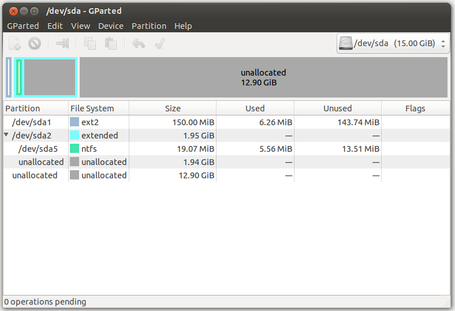 /dev/sda - GParted
GParted Edit View Device Partition Help
/dev/sda (15.00 GiB)
unallocated
12.90 GiB
Partition File System Size Used Unused Flags
/dev/sda1 ext2 150.00 MiB 6.26 MiB 143.74 MiB
/dev/sda2 extended 1.95 GiB — —
/dev/sda5 ntfs 19.07 MiB 5.56 MiB 13.51 MiB
unallocated unallocated 1.94 GiB — —
unallocated unallocated 12.90 GiB — —
0 operations pending